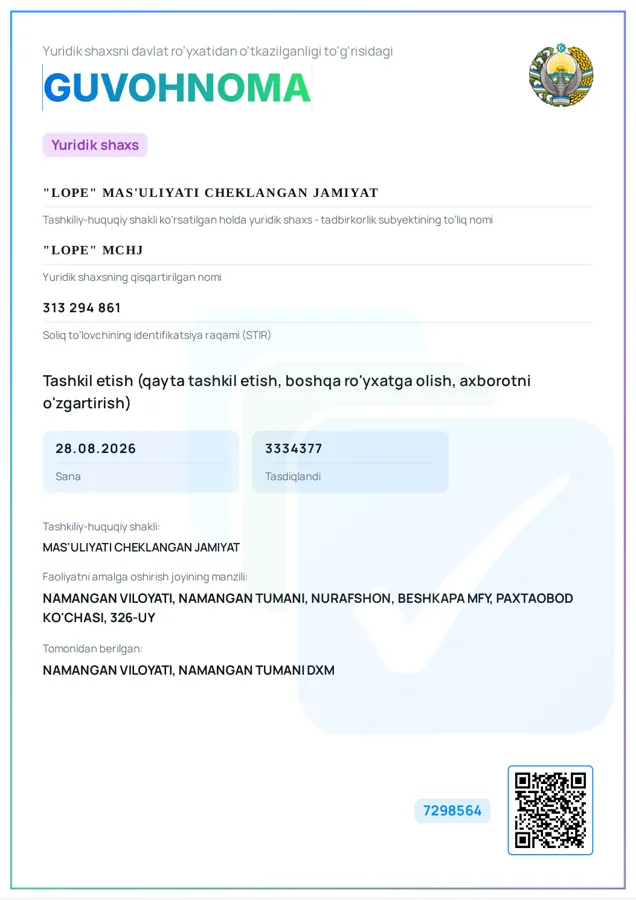 Yuridik shaxsni davlat ro'yxatidan o'tkazilganligi to'g'risidagi
GUVOHNOMA
Yuridik shaxs
"LOPE" MAS'ULIYATI CHEKLANGAN JAMIYAT
Tashkiliy-huquqiy shakli ko'rsatilgan holda yuridik shaxs - tadbirkorlik subyektining to'liq nomi
"LOPE" MCHJ
Yuridik shaxsning qisqartirilgan nomi
313 294 861
Soliq to'lovchining identifikatsiya raqami (STIR)
Tashkil etish (qayta tashkil etish, boshqa ro'yxatga olish, axborotni
o'zgartirish)
28.08.2026
Sana
3334377
Tasdiqlandi
Tashkiliy-huquqiy shakli:
MAS'ULIYATI CHEKLANGAN JAMIYAT
Faoliyatni amalga oshirish joyining manzili:
NAMANGAN VILOYATI, NAMANGAN TUMANI, NURAFSHON, BESHKAPA MFY, PAXTAOBOD
KO'CHASI, 326-UY
Tomonidan berilgan:
NAMANGAN VILOYATI, NAMANGAN TUMANI DXM
7298564